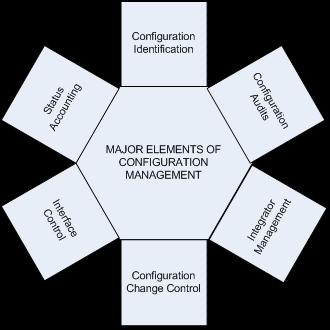 Configuration
Identification
Configuration
Audits
Integrator
Management
Configuration
Change Control
Interface
Control
Status
Accounting
MAJOR ELEMENTS OF
CONFIGURATION
MANAGEMENT